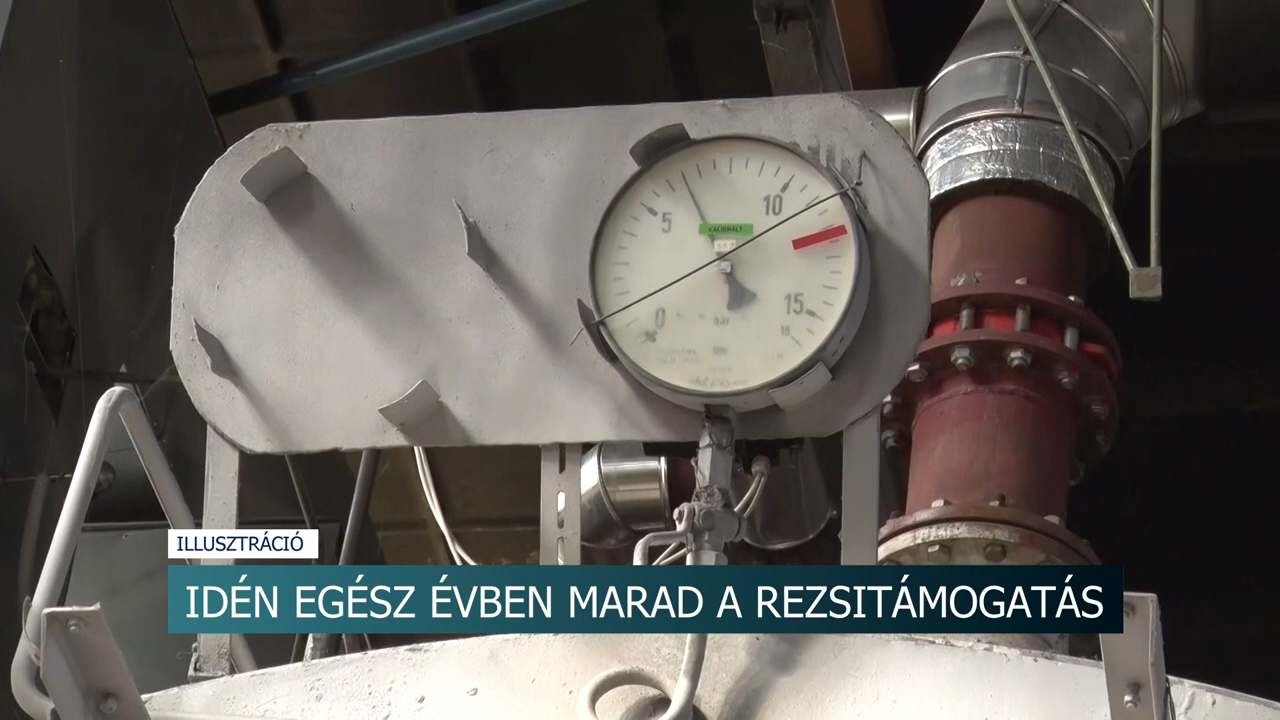 5
10
KALIBRÁLT
0
bar
15
16
ILLUSZTRÁCIÓ
IDÉN EGÉSZ ÉVBEN MARAD A REZSITÁMOGATÁS